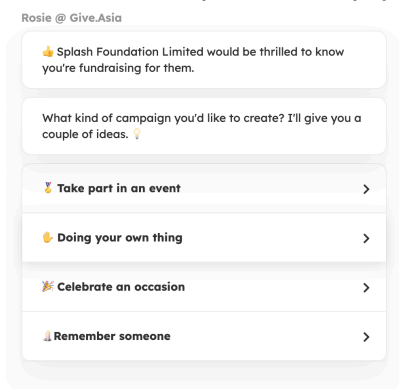 Rosie @ Give.Asia
👍 Splash Foundation Limited would be thrilled to know
you're fundraising for them.
What kind of campaign you'd like to create? I'll give you a
couple of ideas. 💡
🏅 Take part in an event
✋ Doing your own thing
🎉 Celebrate an occasion
🕯️Remember someone